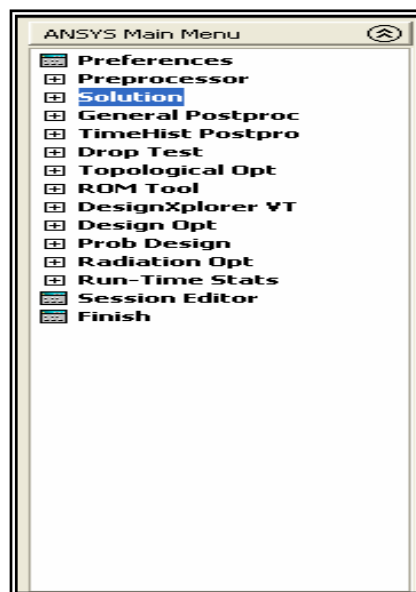 ANSYS Main Menu
Preferences
Preprocessor
Solution
General Postproc
TimeHist Postpro
Drop Test
Topological Opt
ROM Tool
DesignXplorer VT
Design Opt
Prob Design
Radiation Opt
Run-Time Stats
Session Editor
Finish